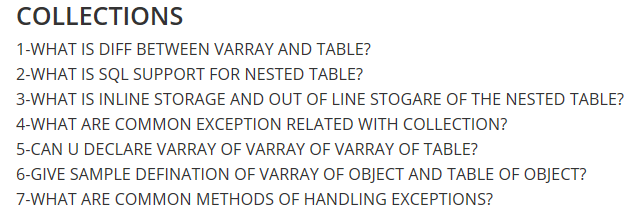 COLLECTIONS
1-WHAT IS DIFF BETWEEN VARRAY AND TABLE?
2-WHAT IS SQL SUPPORT FOR NESTED TABLE?
3-WHAT IS INLINE STORAGE AND OUT OF LINE STOGARE OF THE NESTED TABLE?
4-WHAT ARE COMMON EXCEPTION RELATED WITH COLLECTION?
5-CAN U DECLARE VARRAY OF VARRAY OF VARRAY OF TABLE?
6-GIVE SAMPLE DEFINATION OF VARRAY OF OBJECT AND TABLE OF OBJECT?
7-WHAT ARE COMMON METHODS OF HANDLING EXCEPTIONS?